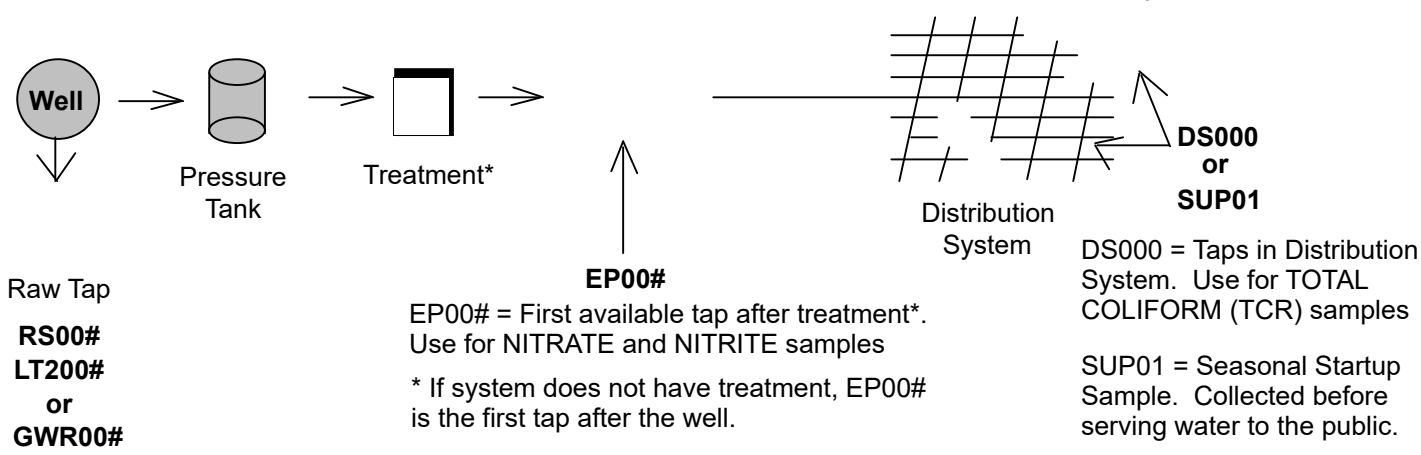 Well
Pressure
Tank
Treatment*
Raw Tap
RS00#
LT200#
or
GWR00#
EP00#
EP00# = First available tap after treatment*.
Use for NITRATE and NITRITE samples
* If system does not have treatment, EP00#
is the first tap after the well.
Distribution
System
DS000
or
SUP01
DS000 = Taps in Distribution
System.  Use for TOTAL
COLIFORM (TCR) samples
SUP01 = Seasonal Startup
Sample.  Collected before
serving water to the public.